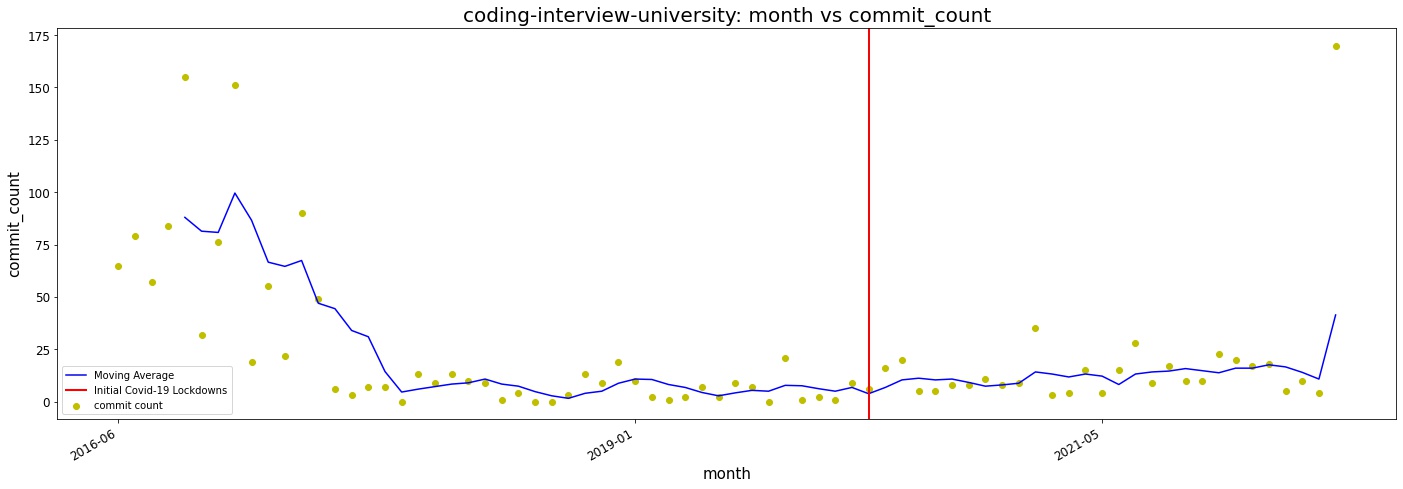 coding-interview-university: month vs commit_count
commit_count
175
150
125
100
75
50
25
0
Moving Average
Initial Covid-19 Lockdowns
commit count
2016-06
2019-01
2021-05
month